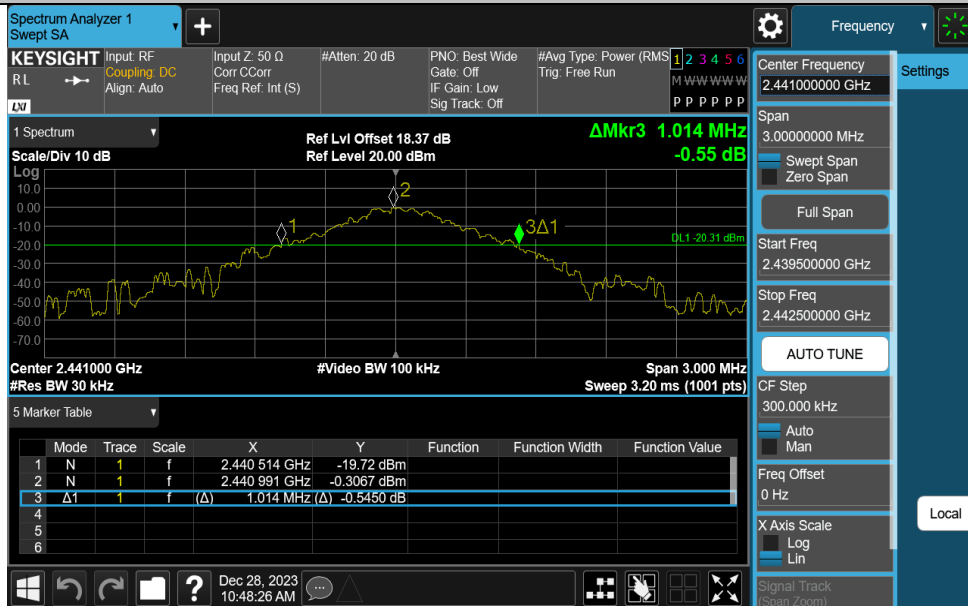 Spectrum Analyzer 1
Swept SA
+
Frequency
KEYSIGHT
RL
LXI
Input: RF
Coupling: DC
Align: Auto
Input Z: 50 Ω
Corr CCorr
Freq Ref: Int (S)
#Atten: 20 dB
PNO: Best Wide
Gate: Off
IF Gain: Low
Sig Track: Off
#Avg Type: Power (RMS
Trig: Free Run
1 2 3 4 5 6
M W W W W W
P P P P P P
1 Spectrum
Scale/Div 10 dB
Ref Lvl Offset 18.37 dB
Ref Level 20.00 dBm
ΔMkr3 1.014 MHz
-0.55 dB
Log
10.0
0.00
-10.0
-20.0
-30.0
-40.0
-50.0
-60.0
-70.0
1
2
3Δ1
DL1 -20.31 dBm
Center 2.441000 GHz
#Res BW 30 kHz
#Video BW 100 kHz
Span 3.000 MHz
Sweep 3.20 ms (1001 pts)
5 Marker Table
Mode Trace Scale X Y Function Function Width Function Value
1 N 1 f 2.440 514 GHz -19.72 dBm
2 N 1 f 2.440 991 GHz -0.3067 dBm
3 Δ1 1 f (Δ) 1.014 MHz (Δ) -0.5450 dB
4
5
6
?
Dec 28, 2023
10:48:26 AM
Center Frequency
2.441000000 GHz
Span
3.00000000 MHz
Swept Span
Zero Span
Full Span
Start Freq
2.439500000 GHz
Stop Freq
2.442500000 GHz
AUTO TUNE
CF Step
300.000 kHz
Auto
Man
Freq Offset
0 Hz
X Axis Scale
Log
Lin
Signal Track
(Span Zoom)
Settings
Local